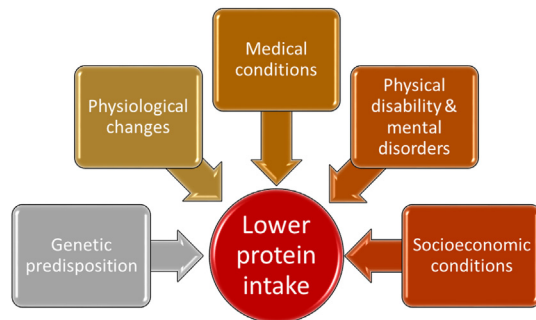 Medical
conditions
Physiological
changes
Physical
disability &
mental
disorders
Genetic
predisposition
Lower
protein
intake
Socioeconomic
conditions